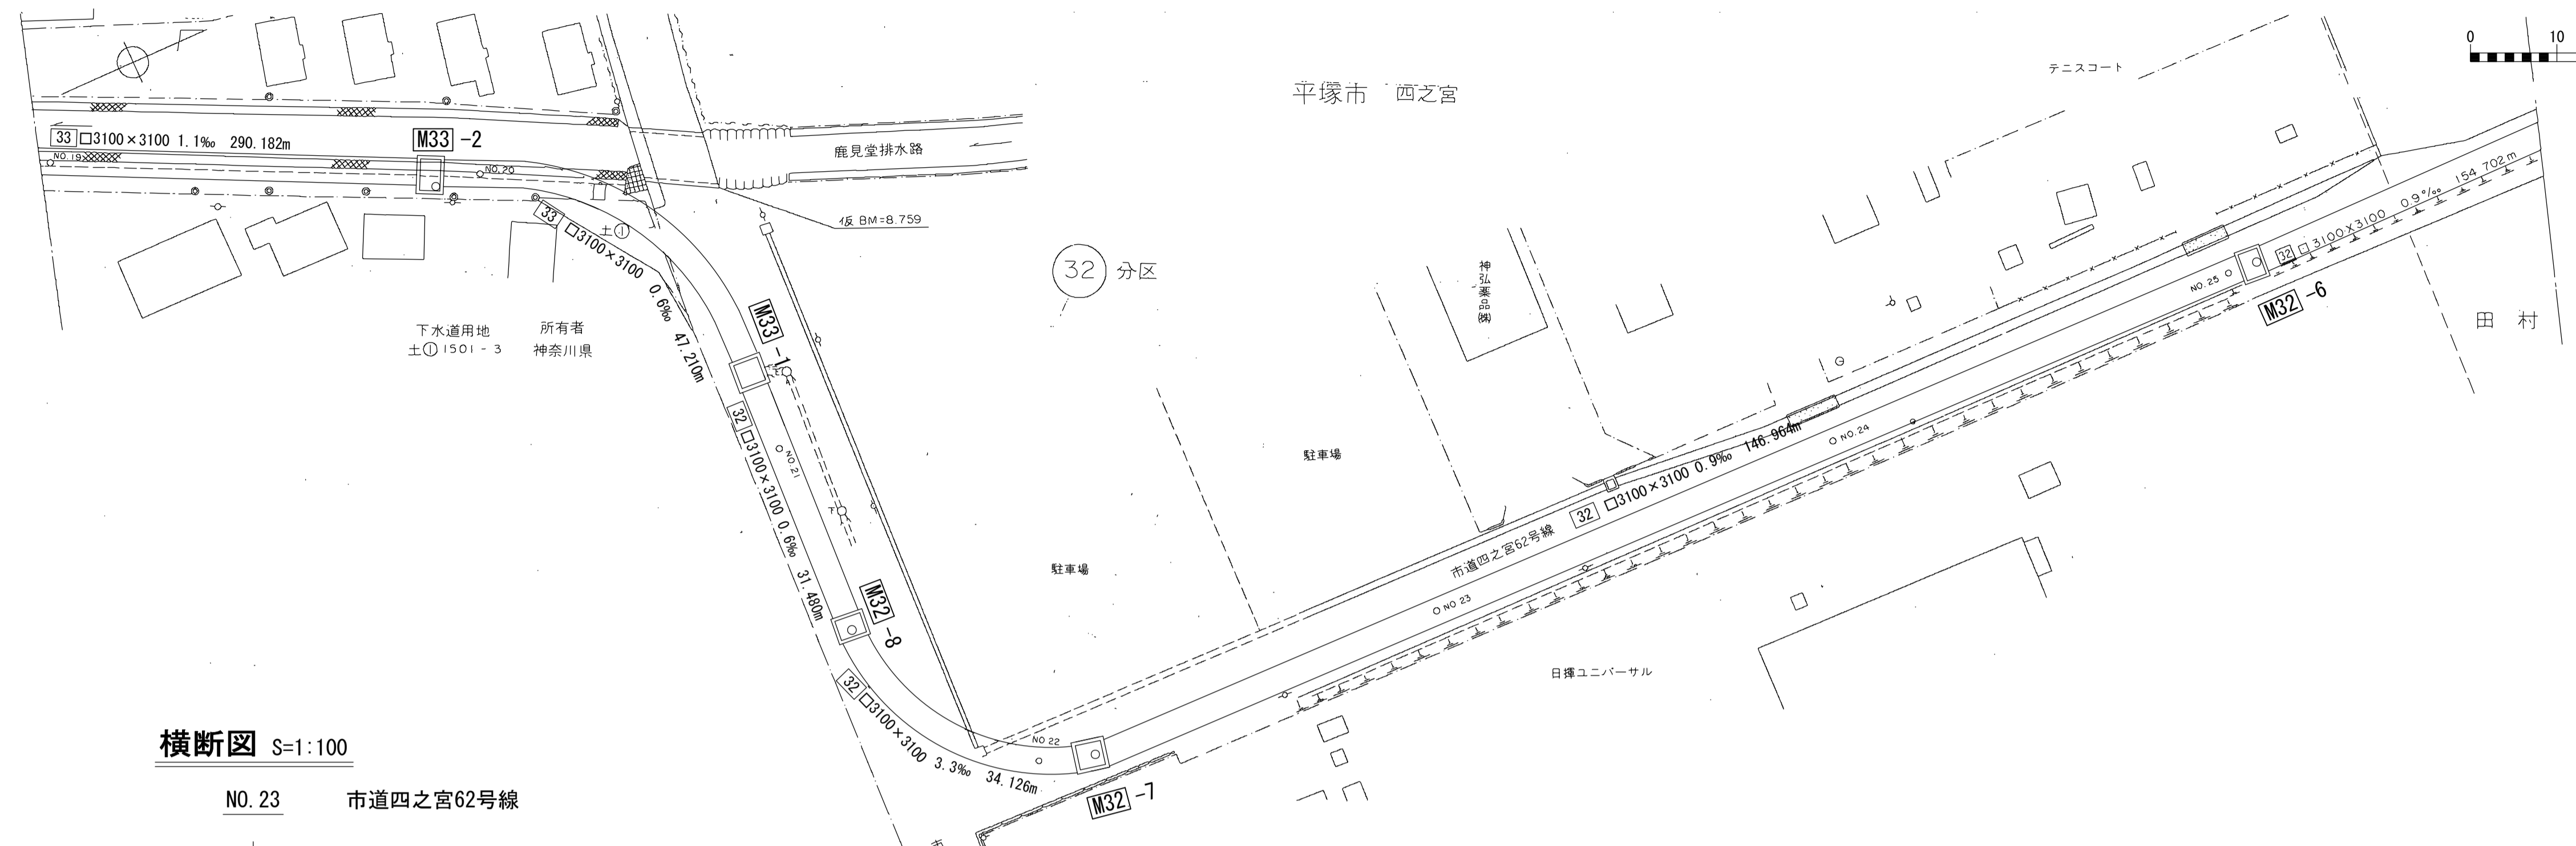 0 10
テニスコート
平塚市 四之宮
33 □3100×3100 1.1‰ 290.182m
M33 -2
NO.19
NO.20
鹿見堂排水路
仮 BM=8.759
33 □3100×3100 0.6‰ 47.210m
土①
32 分区
神弘薬品㈱
32 □3100×3100 0.9‰ 154.702m
NO.25
M32 -6
田 村
下水道用地 所有者
土① 1501-3 神奈川県
M33 -1
32 □3100×3100 0.6‰ 31.480m
NO.21
下
駐車場
NO.24
32 □3100×3100 0.9‰ 146.964m
市道四之宮62号線
駐車場
NO 23
M32 -8
日揮ユニバーサル
32 □3100×3100 3.3‰ 34.126m
NO 22
M32 -7
市
横断図 S=1:100
NO.23 市道四之宮62号線